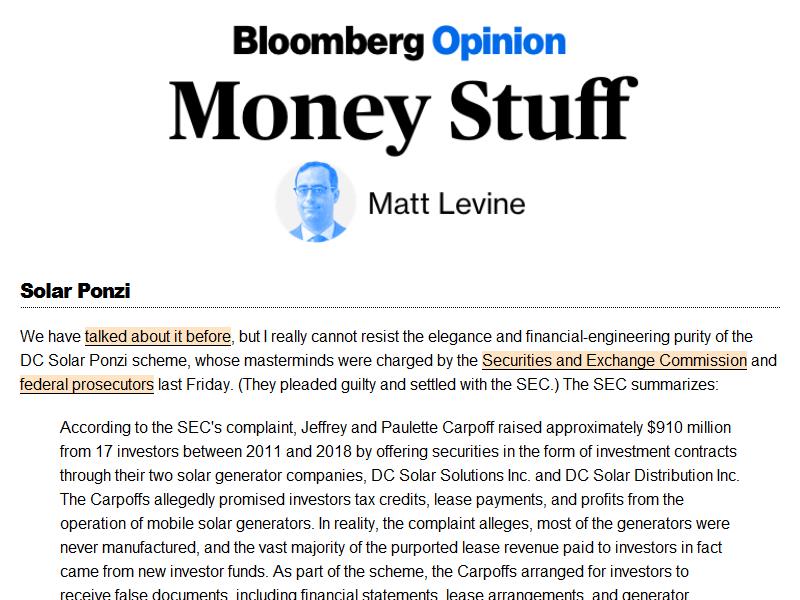 Bloomberg Opinion
Money Stuff
Matt Levine
Solar Ponzi
We have talked about it before, but I really cannot resist the elegance and financial-engineering purity of the
DC Solar Ponzi scheme, whose masterminds were charged by the Securities and Exchange Commission and
federal prosecutors last Friday. (They pleaded guilty and settled with the SEC.) The SEC summarizes:
According to the SEC's complaint, Jeffrey and Paulette Carpoff raised approximately $910 million
from 17 investors between 2011 and 2018 by offering securities in the form of investment contracts
through their two solar generator companies, DC Solar Solutions Inc. and DC Solar Distribution Inc.
The Carpoffs allegedly promised investors tax credits, lease payments, and profits from the
operation of mobile solar generators. In reality, the complaint alleges, most of the generators were
never manufactured, and the vast majority of the purported lease revenue paid to investors in fact
came from new investor funds. As part of the scheme, the Carpoffs arranged for investors to
receive false documents, including financial statements, lease arrangements, and generator